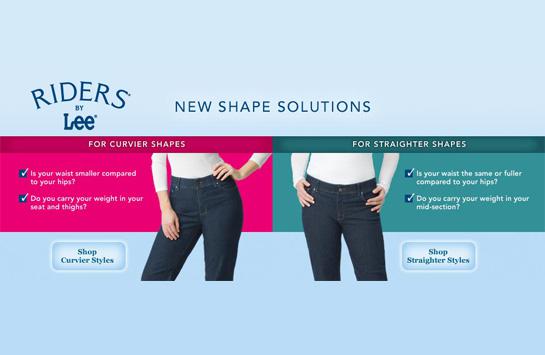 RIDERS®
BY
Lee®
NEW SHAPE SOLUTIONS
FOR CURVIER SHAPES
Is your waist smaller compared
to your hips?
Do you carry your weight in your
seat and thighs?
Shop
Curvier Styles
FOR STRAIGHTER SHAPES
Is your waist the same or fuller
compared to your hips?
Do you carry your weight in your
mid-section?
Shop
Straighter Styles